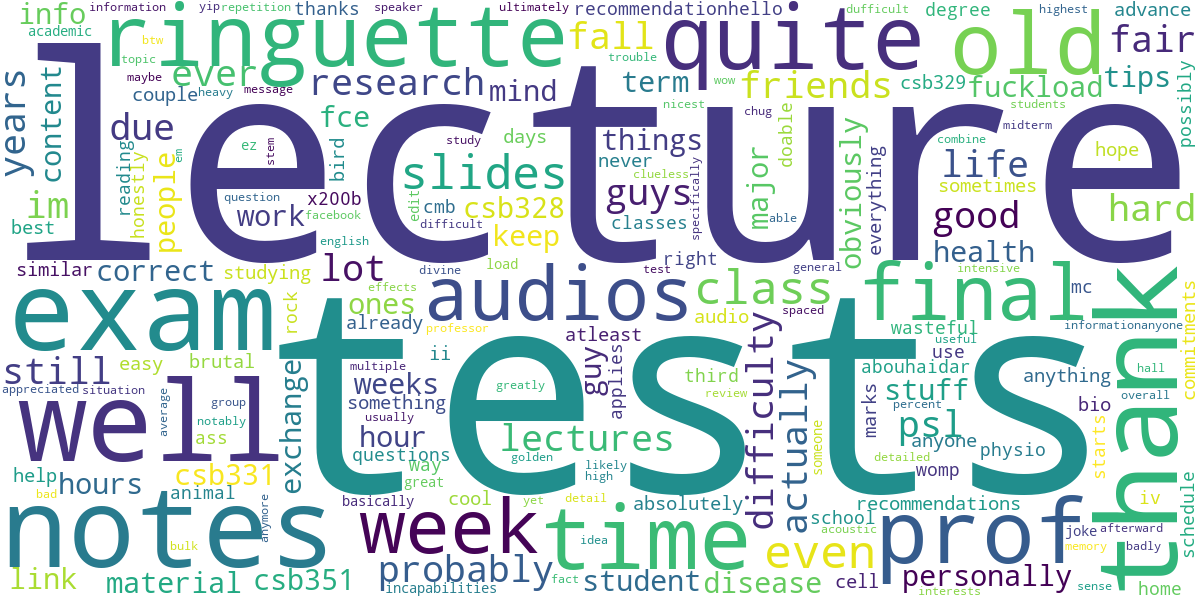 information yip repetition thanks speaker ultimately recommendationhello dufficult degree highest advance
info ringuette fall quite old fair
academic btw trouble
topic ever research mind term friends csb329 tips
maybe couple heavy message wow fuckload
years content due fce nicest chug students possibly
lecture
reading honestly people ez stem bird study days things doable midterm combine
question x200b slides never clueless specifically major obviously everything life hope
im work facebook edit cmb csb328 guys classes sometimes hard
best english difficult keep right good health
similar correct studying lot divine load test general intensive mc
exam rock effects audios class final thank
ones already professor atleast audio spaced wasteful informationanyone commitments
still easy brutal exchange multiple ii guy applies third difficulty useful use abouhaidar hall
tests
appreciated situation weeks greatly review stuff anything
well average group something usually actually marks percent overall
notably ass hour lectures psl bio
help hours csb331 questions golden likely someone detailed anyone physio starts
bad animal way great high womp iv
notes anymore basically cool yet detail absolutely school recommendations schedule
week time idea acoustic prof joke afterward
bulk even memory badly
link material csb351 probably fact student disease cell personally sense home
incapabilities interests